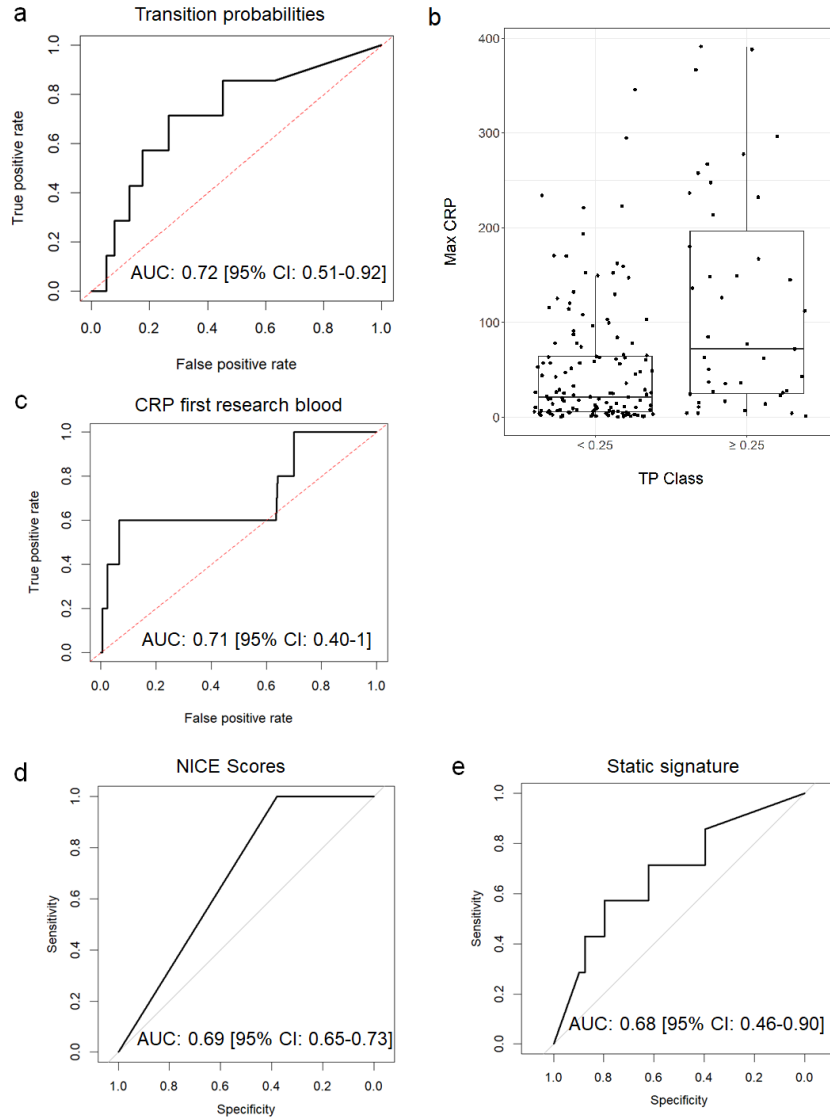 a
Transition probabilities
True positive rate
1.0
0.8
0.6
0.4
0.2
0.0
AUC: 0.72 [95% CI: 0.51-0.92]
0.0 0.2 0.4 0.6 0.8 1.0
False positive rate
b
Max CRP
400
300
200
100
0
< 0.25 ≥ 0.25
TP Class
c
CRP first research blood
True positive rate
1.0
0.8
0.6
0.4
0.2
0.0
AUC: 0.71 [95% CI: 0.40-1]
0.0 0.2 0.4 0.6 0.8 1.0
False positive rate
d
NICE Scores
Sensitivity
1.0
0.8
0.6
0.4
0.2
0.0
AUC: 0.69 [95% CI: 0.65-0.73]
1.0 0.8 0.6 0.4 0.2 0.0
Specificity
e
Static signature
Sensitivity
1.0
0.8
0.6
0.4
0.2
0.0
AUC: 0.68 [95% CI: 0.46-0.90]
1.0 0.8 0.6 0.4 0.2 0.0
Specificity